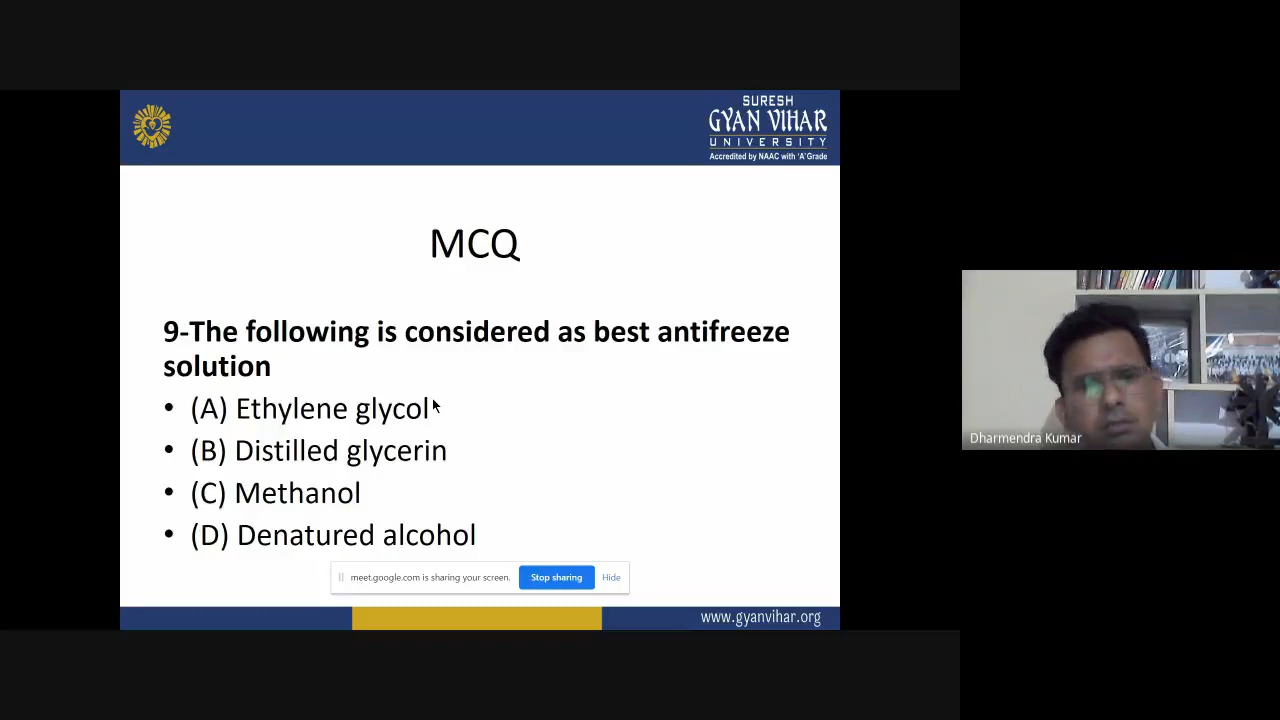 SURESH
GYAN VIHAR
UNIVERSITY
Accredited by NAAC with 'A'Grade
MCQ
9-The following is considered as best antifreeze
solution
• (A) Ethylene glycol
• (B) Distilled glycerin
• (C) Methanol
• (D) Denatured alcohol
meet.google.com is sharing your screen. Stop sharing Hide
www.gyanvihar.org
Dharmendra Kumar